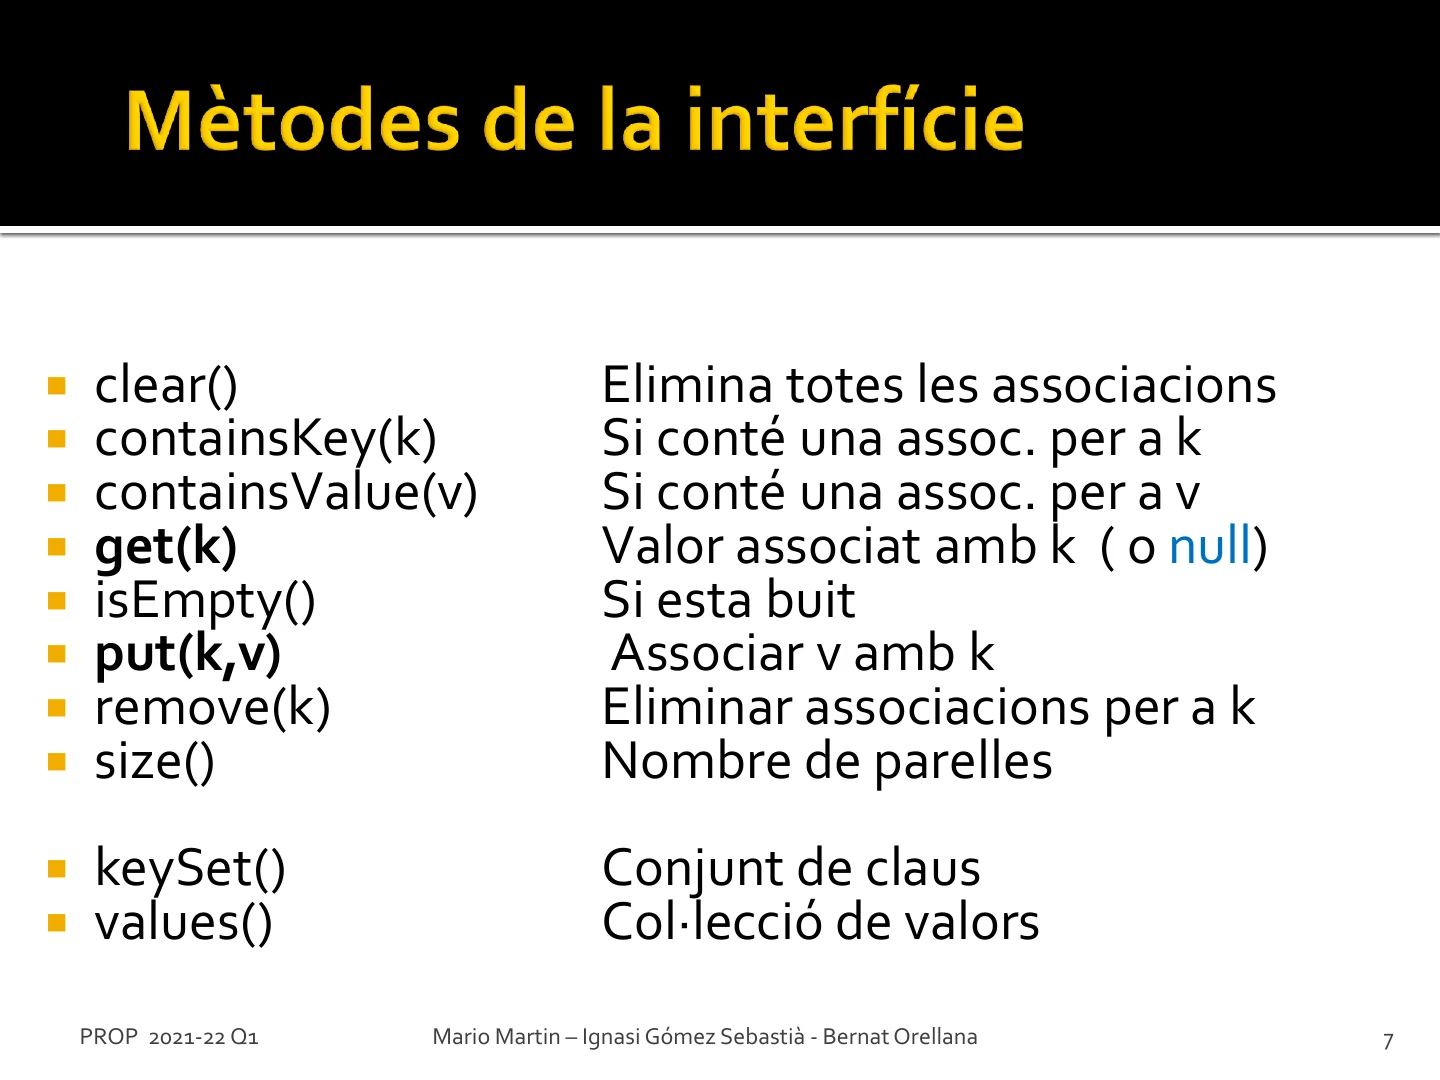 Mètodes de la interfície
clear() Elimina totes les associacions
containsKey(k) Si conté una assoc. per a k
containsValue(v) Si conté una assoc. per a v
get(k) Valor associat amb k ( o null)
isEmpty() Si esta buit
put(k,v) Associar v amb k
remove(k) Eliminar associacions per a k
size() Nombre de parelles
keySet() Conjunt de claus
values() Col·lecció de valors
PROP 2021-22 Q1 Mario Martin – Ignasi Gómez Sebastià - Bernat Orellana 7